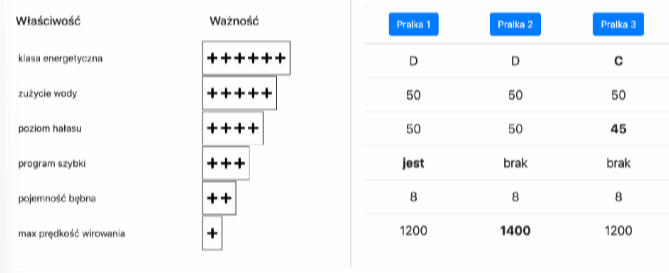 Właściwość Ważność Pralka 1 Pralka 2 Pralka 3
klasa energetyczna ++++++ D D C
zużycie wody +++++ 50 50 50
poziom hałasu ++++ 50 50 45
program szybki +++ jest brak brak
pojemność bębna ++ 8 8 8
max prędkość wirowania + 1200 1400 1200